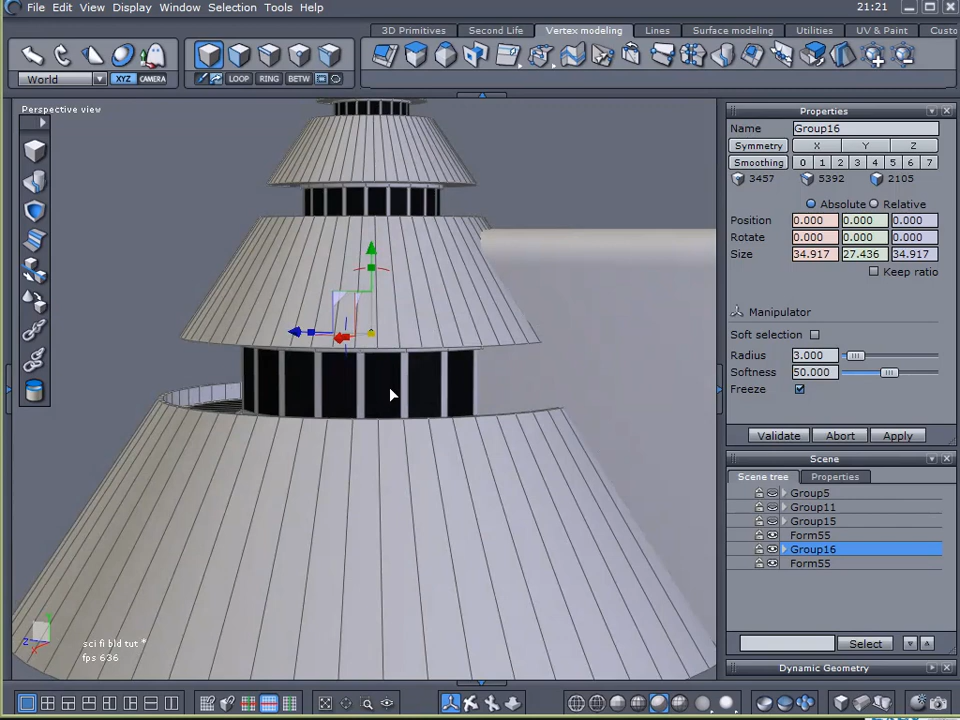 File Edit View Display Window Selection Tools Help 21:21
3D Primitives Second Life Vertex modeling Lines Surface modeling Utilities UV & Paint Custo
World XYZ CAMERA LOOP RING BETW
Perspective view
Properties
Name Group16
Symmetry X Y Z
Smoothing 0 1 2 3 4 5 6 7
3457 5392 2105
Absolute Relative
Position 0.000 0.000 0.000
Rotate 0.000 0.000 0.000
Size 34.917 27.436 34.917
Keep ratio
Manipulator
Soft selection
Radius 3.000
Softness 50.000
Freeze
Validate Abort Apply
Scene
Scene tree Properties
Group5
Group11
Group15
Form55
Group16
Form55
Select
Dynamic Geometry
sci fi bld tut *
fps 636